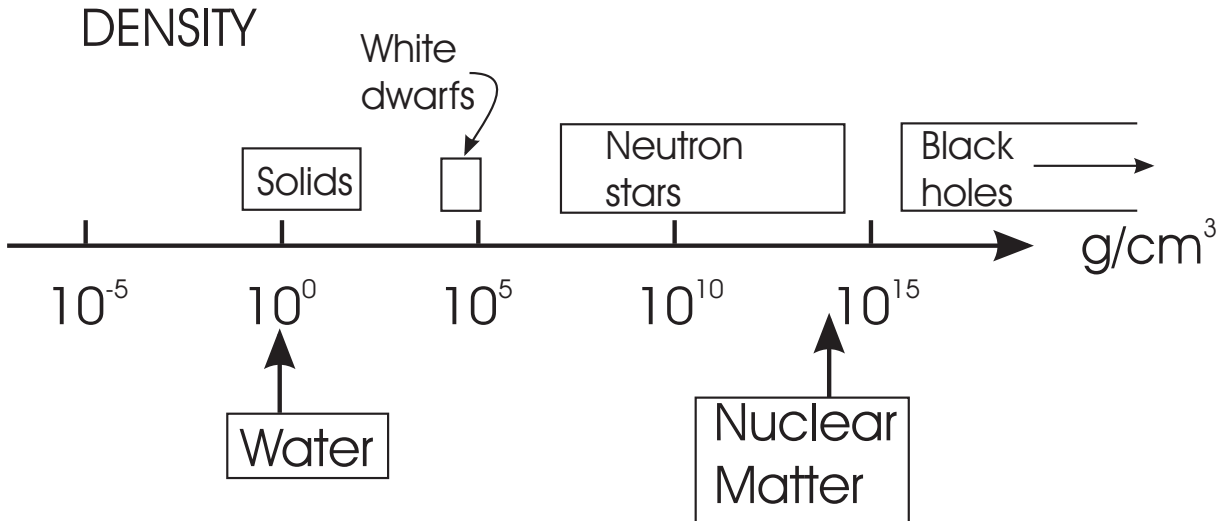 DENSITY
White
dwarfs
Solids
Neutron
stars
Black
holes
g/cm³
10⁻⁵
10⁰
10⁵
10¹⁰
10¹⁵
Water
Nuclear
Matter